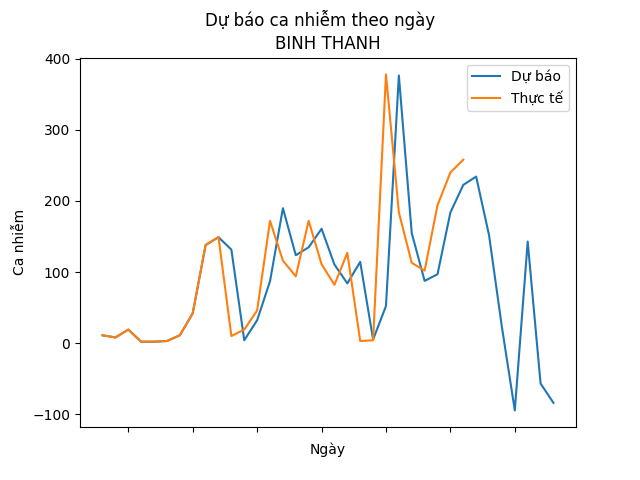 Dự báo ca nhiễm theo ngày
BINH THANH
400
300
200
100
0
−100
Ca nhiễm
Ngày
Dự báo
Thực tế